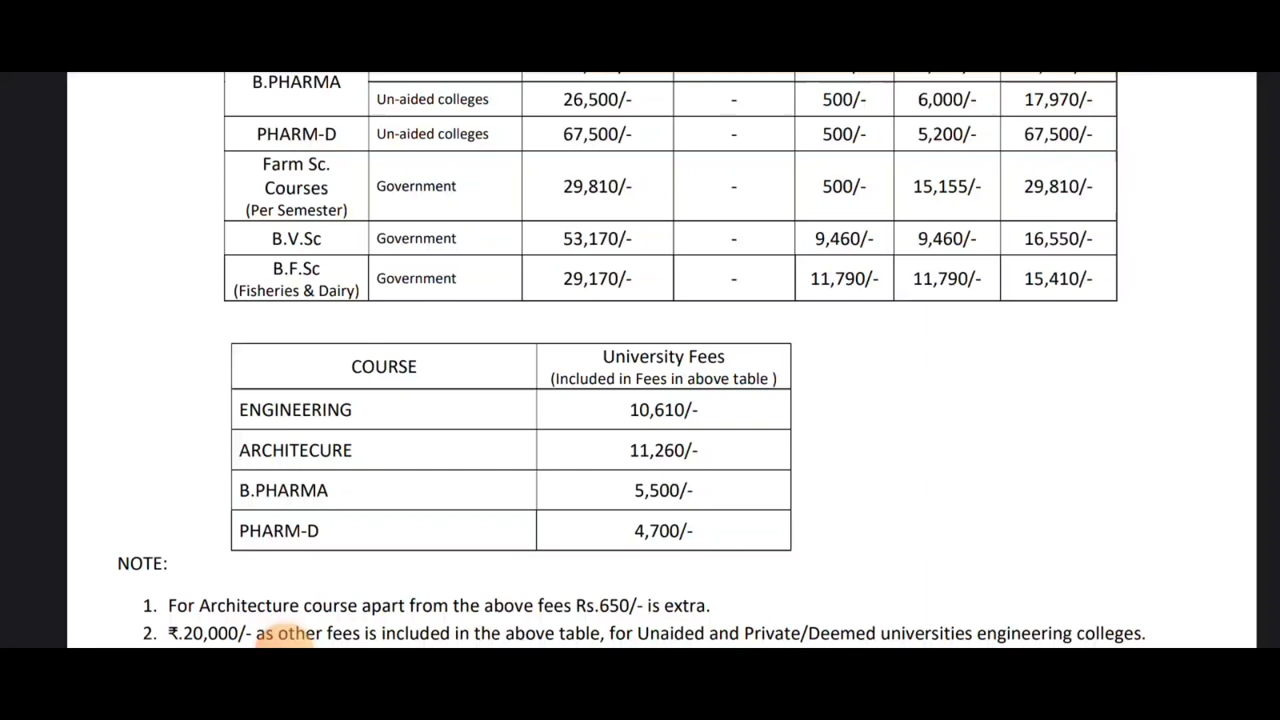 B.PHARMA
Un-aided colleges 26,500/- - 500/- 6,000/- 17,970/-
PHARM-D Un-aided colleges 67,500/- - 500/- 5,200/- 67,500/-
Farm Sc.
Courses
(Per Semester)
Government 29,810/- - 500/- 15,155/- 29,810/-
B.V.Sc Government 53,170/- - 9,460/- 9,460/- 16,550/-
B.F.Sc
(Fisheries & Dairy)
Government 29,170/- - 11,790/- 11,790/- 15,410/-
COURSE University Fees
(Included in Fees in above table )
ENGINEERING 10,610/-
ARCHITECURE 11,260/-
B.PHARMA 5,500/-
PHARM-D 4,700/-
NOTE:
1. For Architecture course apart from the above fees Rs.650/- is extra.
2. ₹.20,000/- as other fees is included in the above table, for Unaided and Private/Deemed universities engineering colleges.